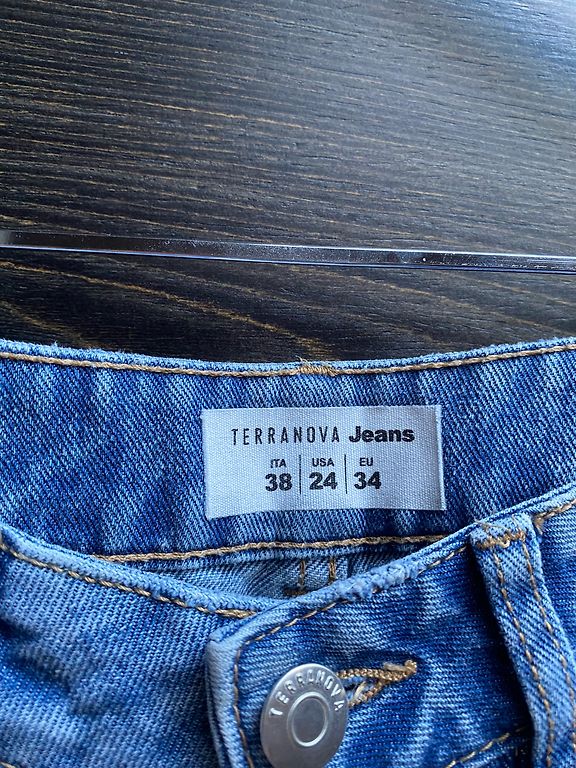 TERRANOVA Jeans
ITA USA EU
38 24 34
TERRANOVA